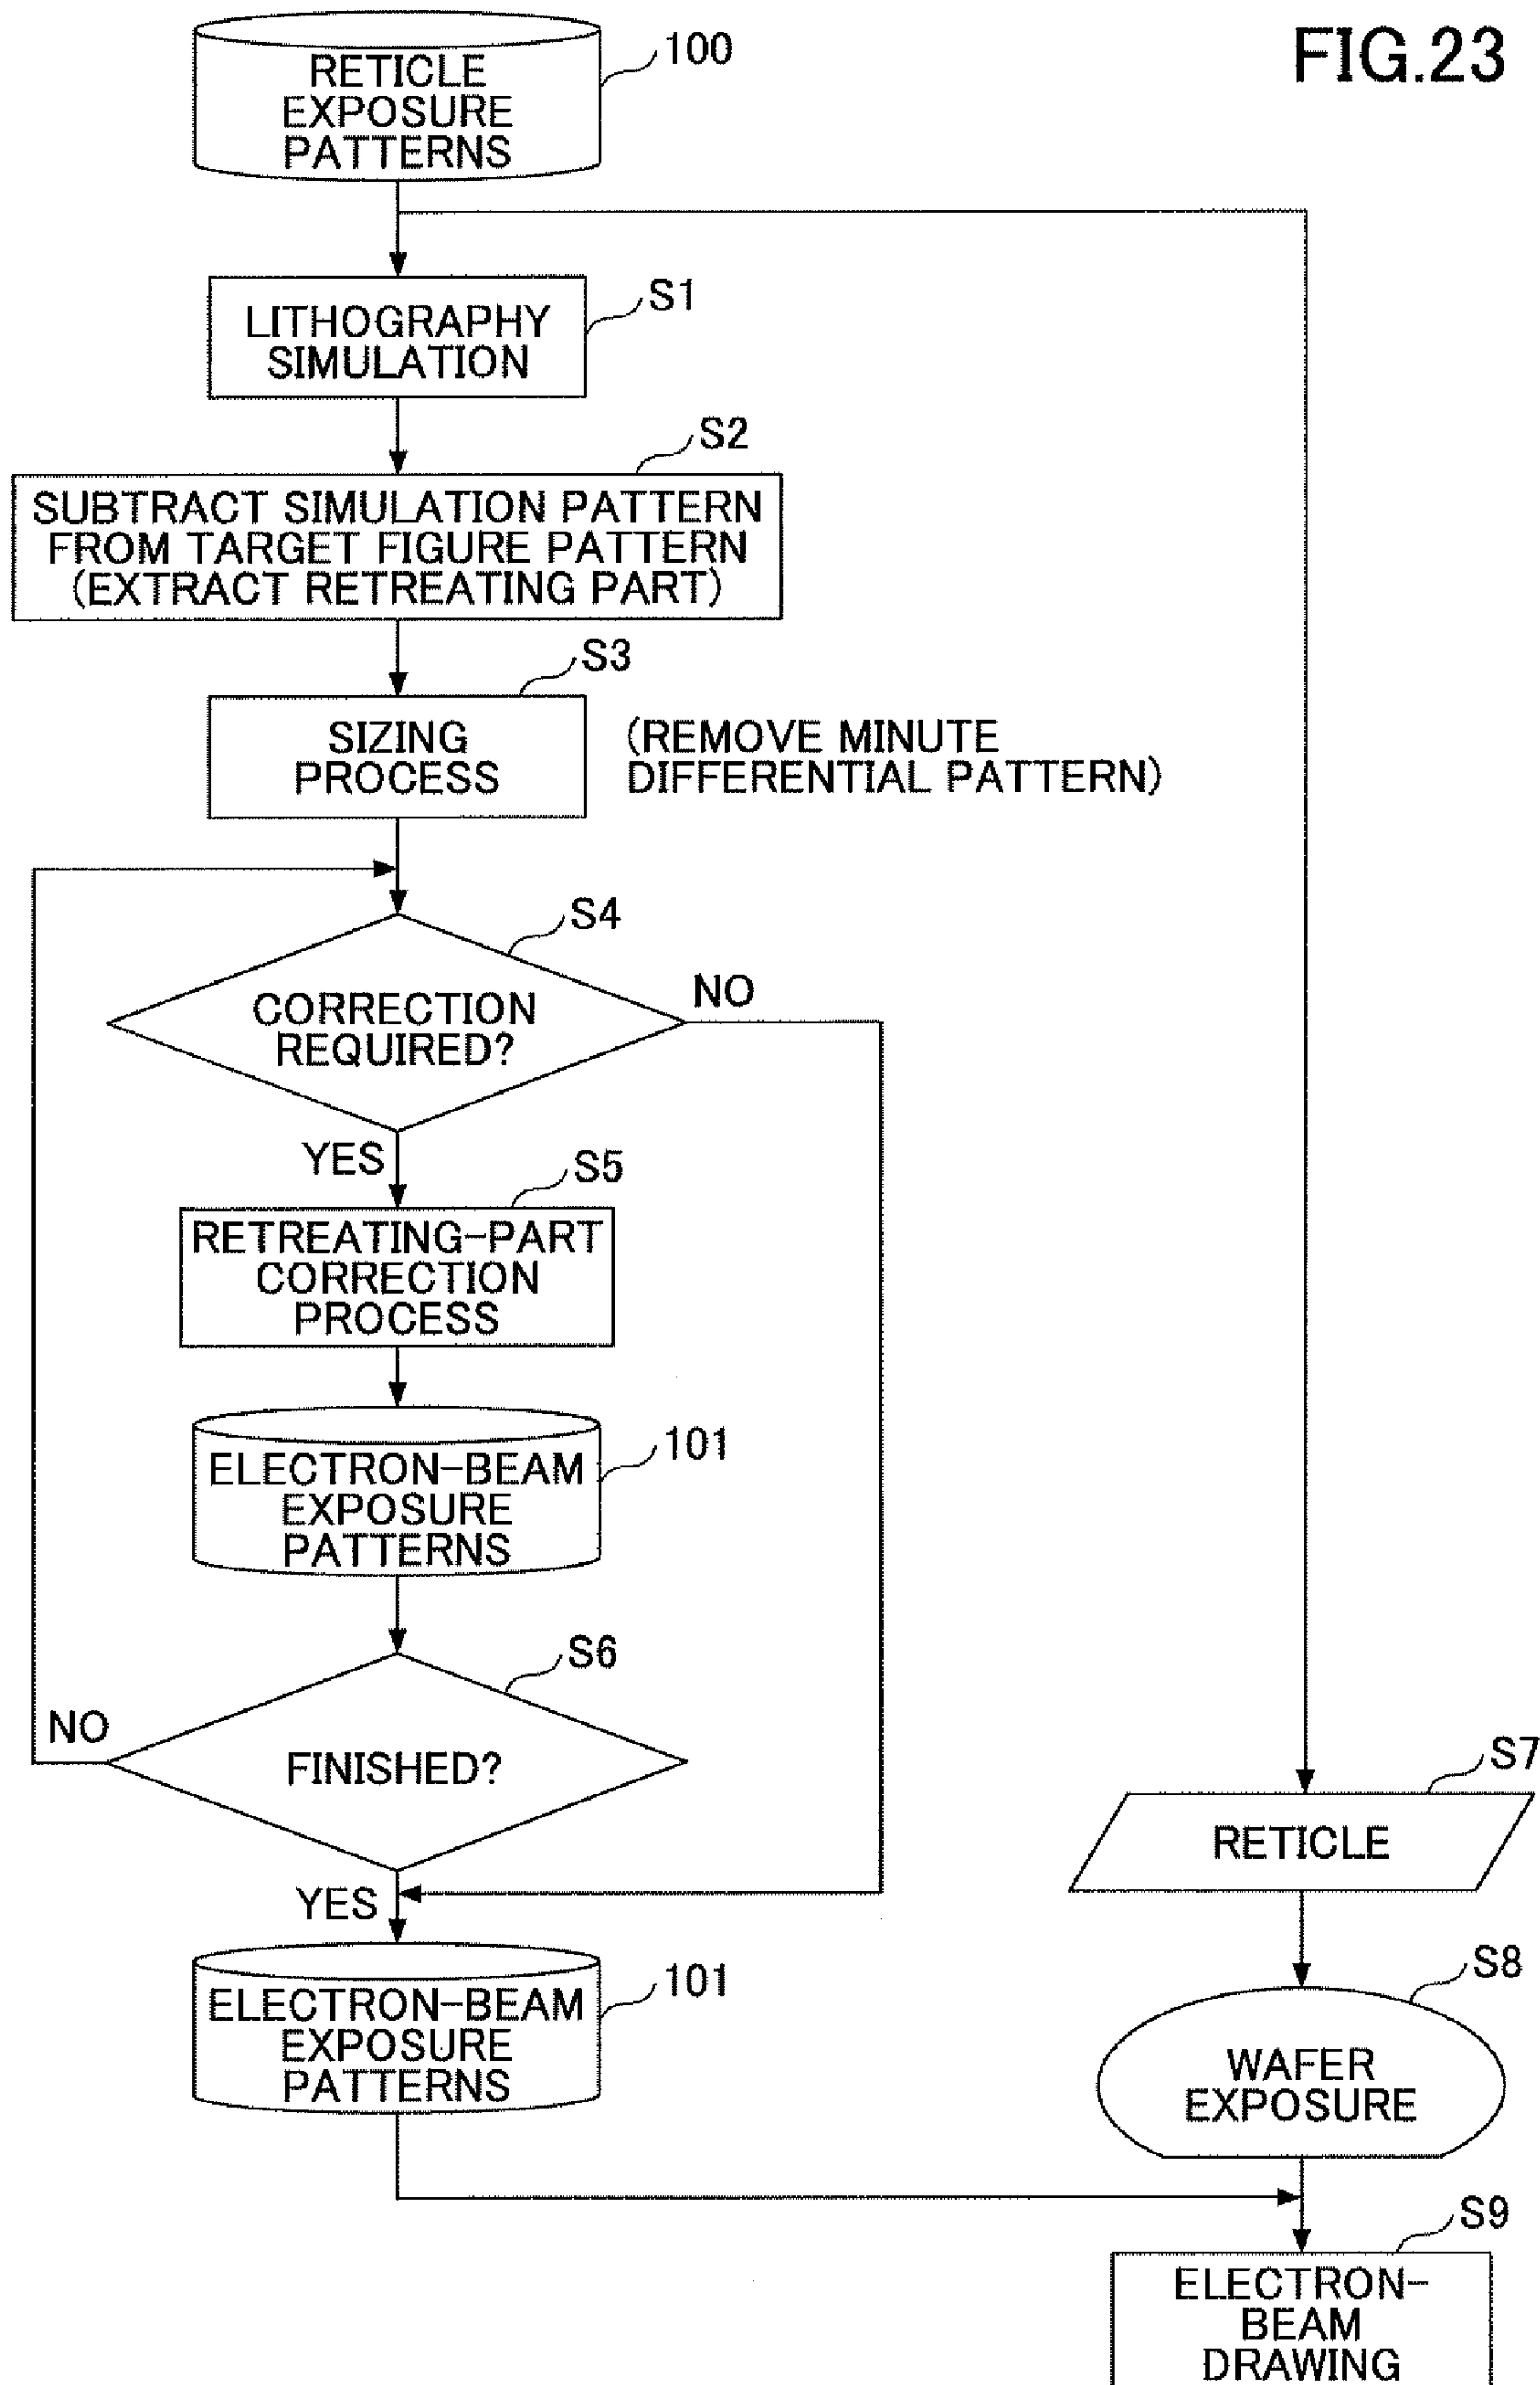 FIG.23
100
RETICLE
EXPOSURE
PATTERNS
S1
LITHOGRAPHY
SIMULATION
S2
SUBTRACT SIMULATION PATTERN
FROM TARGET FIGURE PATTERN
(EXTRACT RETREATING PART)
S3
SIZING
PROCESS
(REMOVE MINUTE
DIFFERENTIAL PATTERN)
S4
CORRECTION
REQUIRED?
NO
YES
S5
RETREATING-PART
CORRECTION
PROCESS
101
ELECTRON-BEAM
EXPOSURE
PATTERNS
S6
FINISHED?
NO
YES
101
ELECTRON-BEAM
EXPOSURE
PATTERNS
S7
RETICLE
S8
WAFER
EXPOSURE
S9
ELECTRON-
BEAM
DRAWING